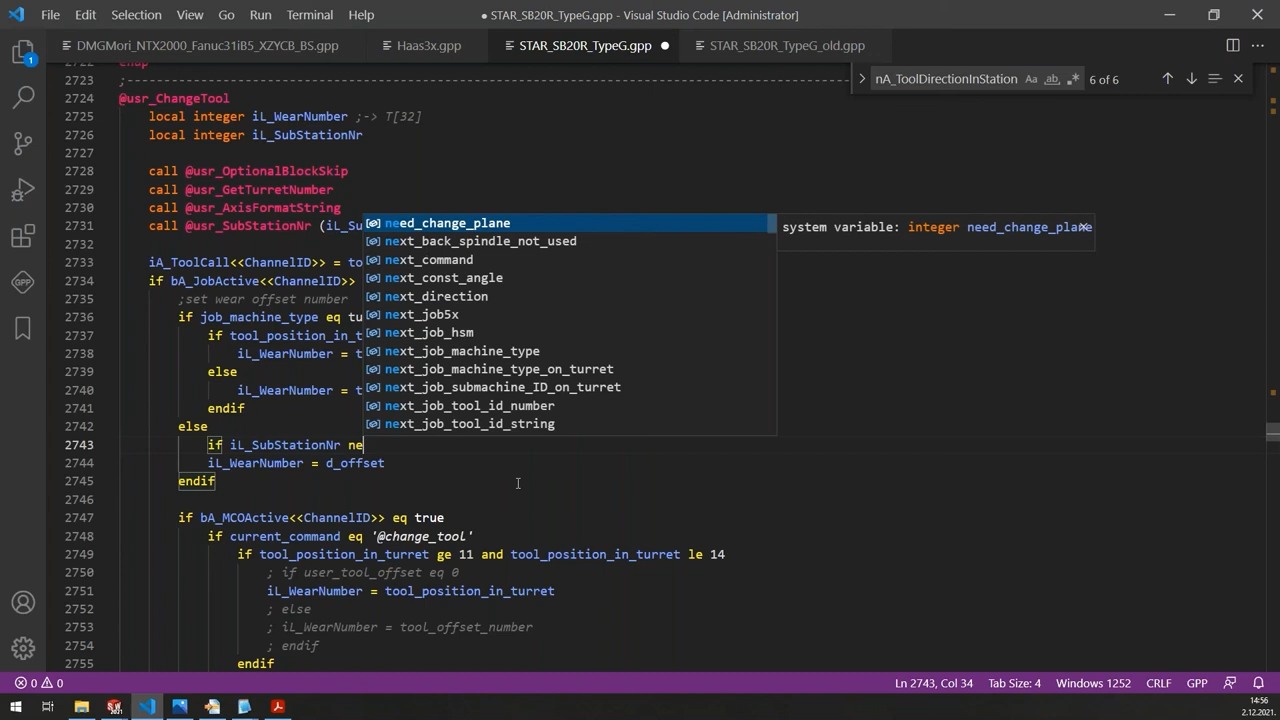 File Edit Selection View Go Run Terminal Help
● STAR_SB20R_TypeG.gpp - Visual Studio Code [Administrator]
DMGMori_NTX2000_Fanuc31iB5_XZYCB_BS.gpp Haas3x.gpp STAR_SB20R_TypeG.gpp ● STAR_SB20R_TypeG_old.gpp
nA_ToolDirectionInStation Aa ab .* 6 of 6
2723 ;
2724 @usr_ChangeTool
2725 local integer iL_WearNumber ;-> T[32]
2726 local integer iL_SubStationNr
2727
2728 call @usr_OptionalBlockSkip
2729 call @usr_GetTurretNumber
2730 call @usr_AxisFormatString
2731 call @usr_SubStationNr (iL_Su
2732
2733 iA_ToolCall<<ChannelID>> = to
2734 if bA_JobActive<<ChannelID>>
2735 ;set wear offset number
2736 if job_machine_type eq tu
2737 if tool_position_in_t
2738 iL_WearNumber = t
2739 else
2740 iL_WearNumber = t
2741 endif
2742 else
2743 if iL_SubStationNr ne
2744 iL_WearNumber = d_offset
2745 endif
2746
2747 if bA_MCOActive<<ChannelID>> eq true
2748 if current_command eq '@change_tool'
2749 if tool_position_in_turret ge 11 and tool_position_in_turret le 14
2750 ; if user_tool_offset eq 0
2751 iL_WearNumber = tool_position_in_turret
2752 ; else
2753 ; iL_WearNumber = tool_offset_number
2754 ; endif
2755 endif
need_change_plane
next_back_spindle_not_used
next_command
next_const_angle
next_direction
next_job5x
next_job_hsm
next_job_machine_type
next_job_machine_type_on_turret
next_job_submachine_ID_on_turret
next_job_tool_id_number
next_job_tool_id_string
system variable: integer need_change_plane
0 0 Ln 2743, Col 34 Tab Size: 4 Windows 1252 CRLF GPP
14:56
2.12.2021.